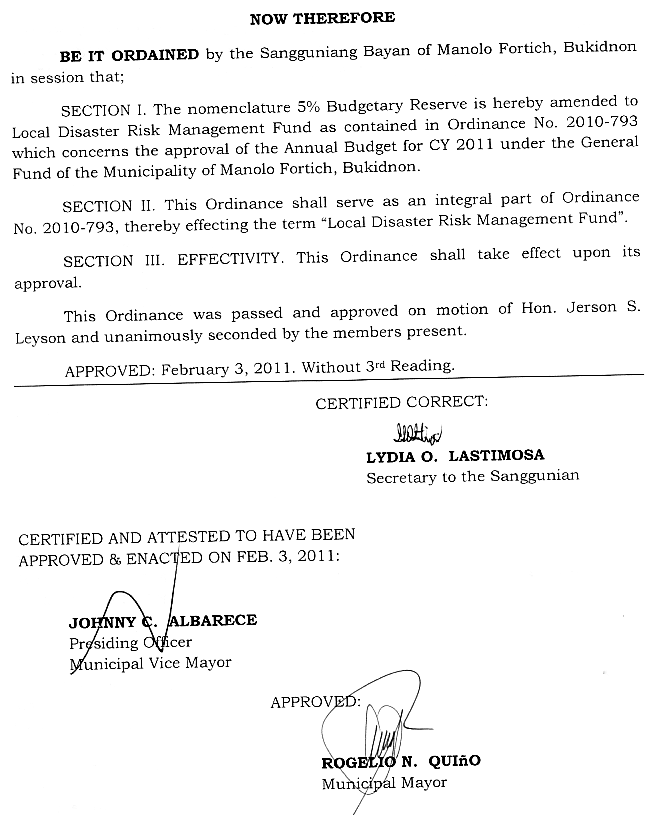 NOW THEREFORE
BE IT ORDAINED by the Sangguniang Bayan of Manolo Fortich, Bukidnon
in session that;
SECTION I. The nomenclature 5% Budgetary Reserve is hereby amended to
Local Disaster Risk Management Fund as contained in Ordinance No. 2010-793
which concerns the approval of the Annual Budget for CY 2011 under the General
Fund of the Municipality of Manolo Fortich, Bukidnon.
SECTION II. This Ordinance shall serve as an integral part of Ordinance
No. 2010-793, thereby effecting the term “Local Disaster Risk Management Fund”.
SECTION III. EFFECTIVITY. This Ordinance shall take effect upon its
approval.
This Ordinance was passed and approved on motion of Hon. Jerson S.
Leyson and unanimously seconded by the members present.
APPROVED: February 3, 2011. Without 3rd Reading.
CERTIFIED CORRECT:
LYDIA O. LASTIMOSA
Secretary to the Sanggunian
CERTIFIED AND ATTESTED TO HAVE BEEN
APPROVED & ENACTED ON FEB. 3, 2011:
JOHNNY C. ALBARECE
Presiding Officer
Municipal Vice Mayor
APPROVED:
ROGELIO N. QUIñO
Municipal Mayor